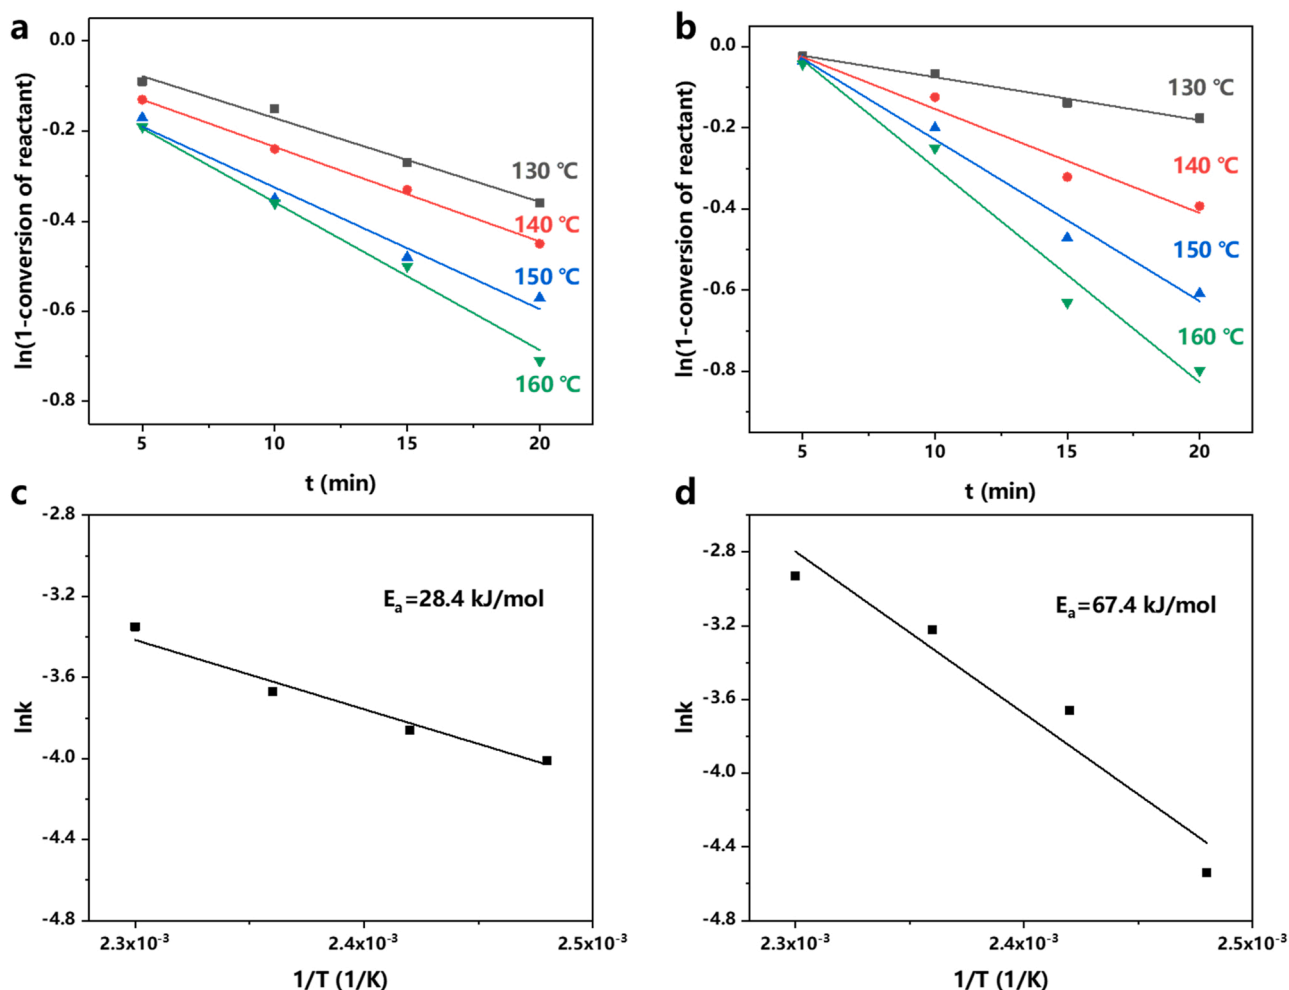 a
ln(1-conversion of reactant)
0.0
-0.2
-0.4
-0.6
-0.8
130 ℃
140 ℃
150 ℃
160 ℃
5
10
15
20
t (min)
b
ln(1-conversion of reactant)
0.0
-0.2
-0.4
-0.6
-0.8
130 ℃
140 ℃
150 ℃
160 ℃
5
10
15
20
t (min)
c
lnk
-2.8
-3.2
-3.6
-4.0
-4.4
-4.8
Eₐ=28.4 kJ/mol
2.3x10⁻³
2.4x10⁻³
2.5x10⁻³
1/T (1/K)
d
lnk
-2.8
-3.2
-3.6
-4.0
-4.4
-4.8
Eₐ=67.4 kJ/mol
2.3x10⁻³
2.4x10⁻³
2.5x10⁻³
1/T (1/K)